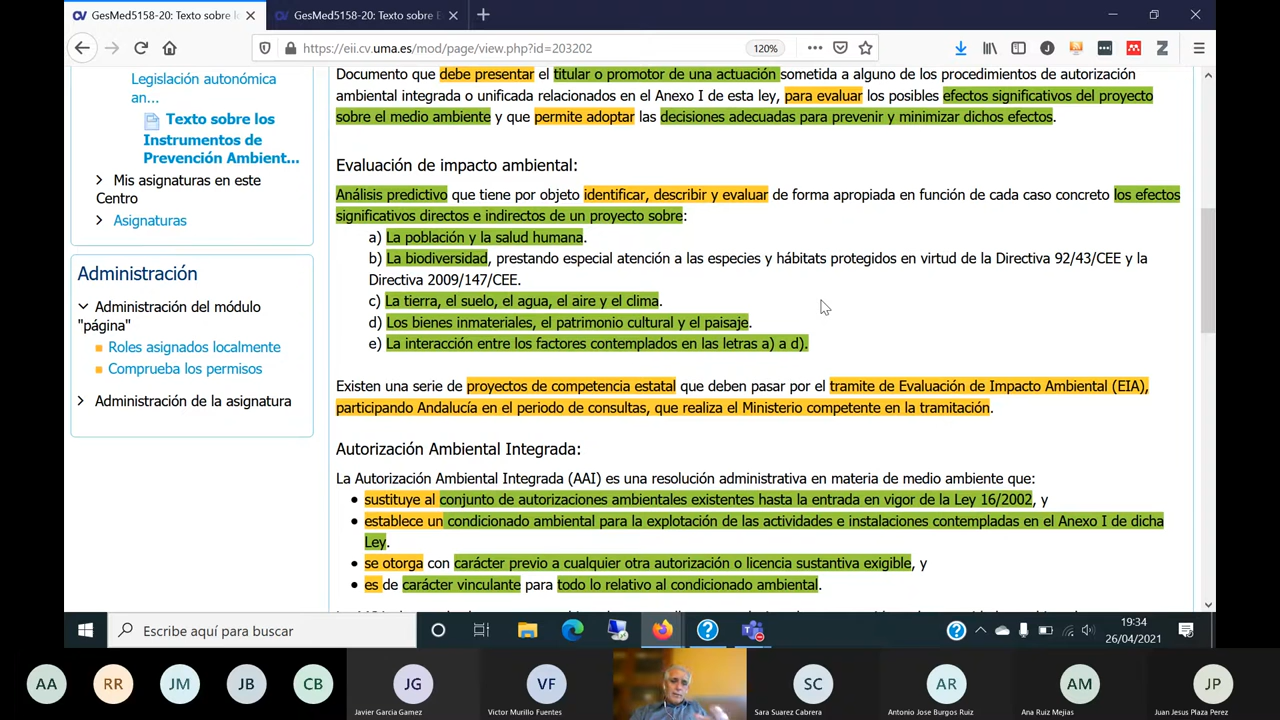 GesMed5158-20: Texto sobre l
GesMed5158-20: Texto sobre E
https://eii.cv.uma.es/mod/page/view.php?id=203202
120%
Legislación autonómica
an...
Texto sobre los
Instrumentos de
Prevención Ambient...
Mis asignaturas en este
Centro
Asignaturas
Administración
Administración del módulo
"página"
Roles asignados localmente
Comprueba los permisos
Administración de la asignatura
Documento que debe presentar el titular o promotor de una actuación sometida a alguno de los procedimientos de autorización
ambiental integrada o unificada relacionados en el Anexo I de esta ley, para evaluar los posibles efectos significativos del proyecto
sobre el medio ambiente y que permite adoptar las decisiones adecuadas para prevenir y minimizar dichos efectos.
Evaluación de impacto ambiental:
Análisis predictivo que tiene por objeto identificar, describir y evaluar de forma apropiada en función de cada caso concreto los efectos
significativos directos e indirectos de un proyecto sobre:
a) La población y la salud humana.
b) La biodiversidad, prestando especial atención a las especies y hábitats protegidos en virtud de la Directiva 92/43/CEE y la
Directiva 2009/147/CEE.
c) La tierra, el suelo, el agua, el aire y el clima.
d) Los bienes inmateriales, el patrimonio cultural y el paisaje.
e) La interacción entre los factores contemplados en las letras a) a d).
Existen una serie de proyectos de competencia estatal que deben pasar por el tramite de Evaluación de Impacto Ambiental (EIA),
participando Andalucía en el periodo de consultas, que realiza el Ministerio competente en la tramitación.
Autorización Ambiental Integrada:
La Autorización Ambiental Integrada (AAI) es una resolución administrativa en materia de medio ambiente que:
sustituye al conjunto de autorizaciones ambientales existentes hasta la entrada en vigor de la Ley 16/2002, y
establece un condicionado ambiental para la explotación de las actividades e instalaciones contempladas en el Anexo I de dicha
Ley.
se otorga con carácter previo a cualquier otra autorización o licencia sustantiva exigible, y
es de carácter vinculante para todo lo relativo al condicionado ambiental.
Escribe aquí para buscar
19:34
26/04/2021
AA
RR
JM
JB
CB
JG
Javier Garcia Gamez
VF
Victor Murillo Fuentes
SC
Sara Suarez Cabrera
AR
Antonio Jose Burgos Ruiz
AM
Ana Ruiz Mejias
JP
Juan Jesus Plaza Perez